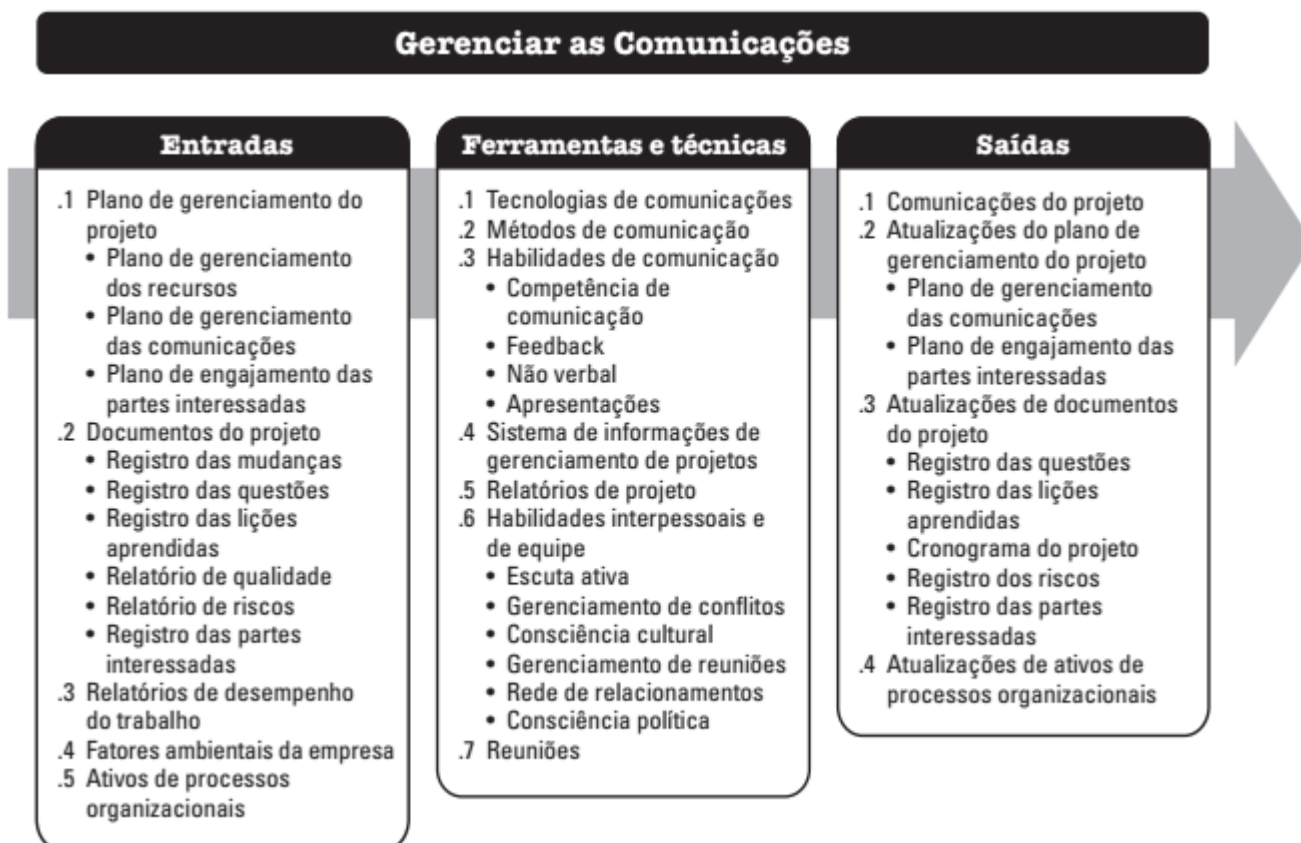 Gerenciar as Comunicações
Entradas
.1 Plano de gerenciamento do
projeto
• Plano de gerenciamento
dos recursos
• Plano de gerenciamento
das comunicações
• Plano de engajamento das
partes interessadas
.2 Documentos do projeto
• Registro das mudanças
• Registro das questões
• Registro das lições
aprendidas
• Relatório de qualidade
• Relatório de riscos
• Registro das partes
interessadas
.3 Relatórios de desempenho
do trabalho
.4 Fatores ambientais da empresa
.5 Ativos de processos
organizacionais
Ferramentas e técnicas
.1 Tecnologias de comunicações
.2 Métodos de comunicação
.3 Habilidades de comunicação
• Competência de
comunicação
• Feedback
• Não verbal
• Apresentações
.4 Sistema de informações de
gerenciamento de projetos
.5 Relatórios de projeto
.6 Habilidades interpessoais e
de equipe
• Escuta ativa
• Gerenciamento de conflitos
• Consciência cultural
• Gerenciamento de reuniões
• Rede de relacionamentos
• Consciência política
.7 Reuniões
Saídas
.1 Comunicações do projeto
.2 Atualizações do plano de
gerenciamento do projeto
• Plano de gerenciamento
das comunicações
• Plano de engajamento das
partes interessadas
.3 Atualizações de documentos
do projeto
• Registro das questões
• Registro das lições
aprendidas
• Cronograma do projeto
• Registro dos riscos
• Registro das partes
interessadas
.4 Atualizações de ativos de
processos organizacionais